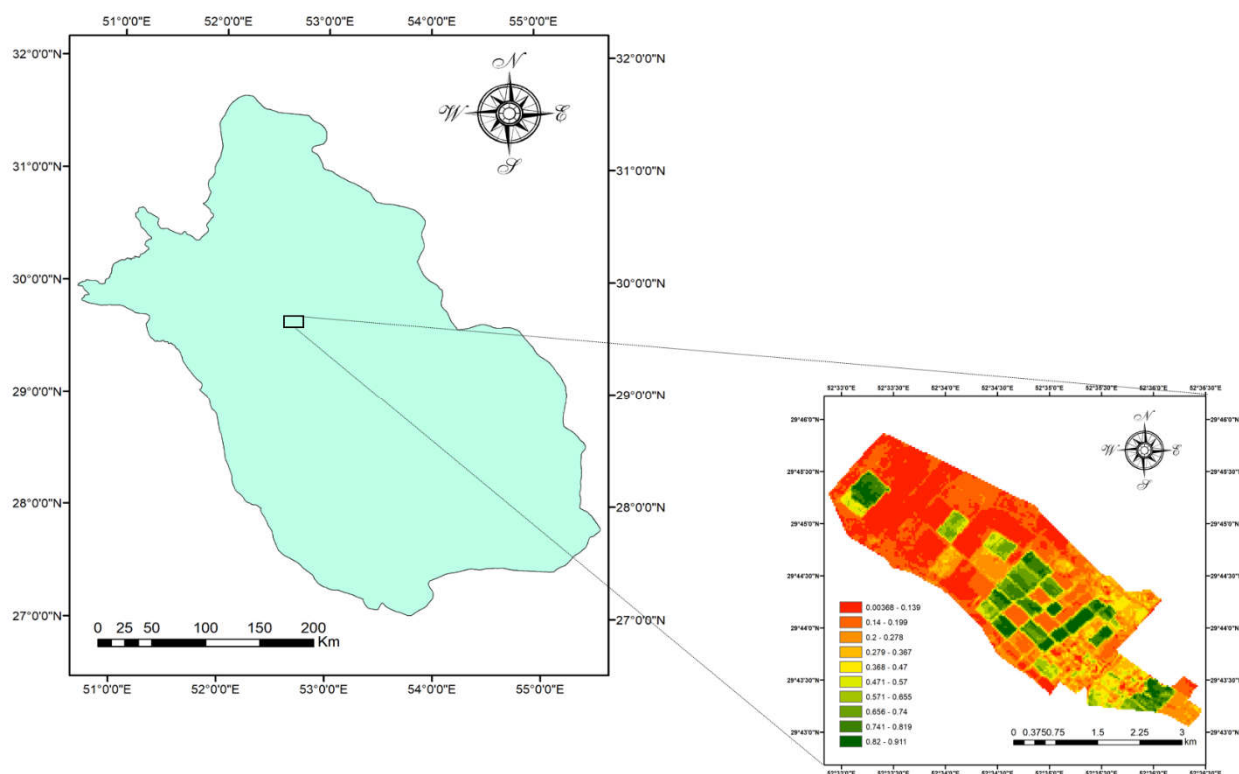 51°0'0"E 52°0'0"E 53°0'0"E 54°0'0"E 55°0'0"E
32°0'0"N 32°0'0"N
N
W E
S
31°0'0"N 31°0'0"N
30°0'0"N 30°0'0"N
29°0'0"N 29°0'0"N
28°0'0"N 28°0'0"N
27°0'0"N 27°0'0"N
0 25 50 100 150 200
Km
51°0'0"E 52°0'0"E 53°0'0"E 54°0'0"E 55°0'0"E
52°33'0"E 52°33'30"E 52°34'0"E 52°34'30"E 52°35'0"E 52°35'30"E 52°36'0"E 52°36'30"E
29°46'0"N 29°46'0"N
N
W E
S
29°45'30"N 29°45'30"N
29°45'0"N 29°45'0"N
29°44'30"N 29°44'30"N
29°44'0"N 29°44'0"N
29°43'30"N 29°43'30"N
29°43'0"N 29°43'0"N
0.00368 - 0.139
0.14 - 0.199
0.2 - 0.278
0.279 - 0.367
0.368 - 0.47
0.471 - 0.57
0.571 - 0.655
0.656 - 0.74
0.741 - 0.819
0.82 - 0.911
0 0.375 0.75 1.5 2.25 3
km